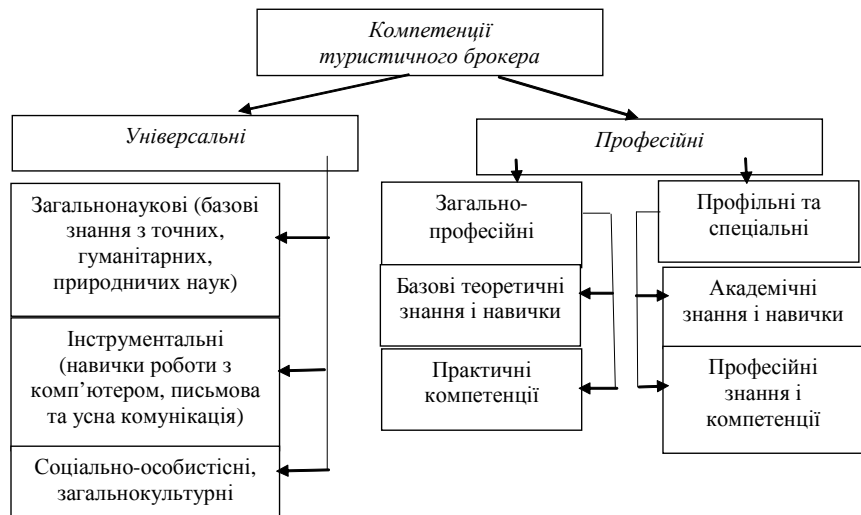 Компетенції
туристичного брокера
Універсальні
Професійні
Загальнонаукові (базові
знання з точних,
гуманітарних,
природничих наук)
Інструментальні
(навички роботи з
комп’ютером, письмова
та усна комунікація)
Соціально-особистісні,
загальнокультурні
Загально-
професійні
Базові теоретичні
знання і навички
Практичні
компетенції
Профільні та
спеціальні
Академічні
знання і навички
Професійні
знання і
компетенції